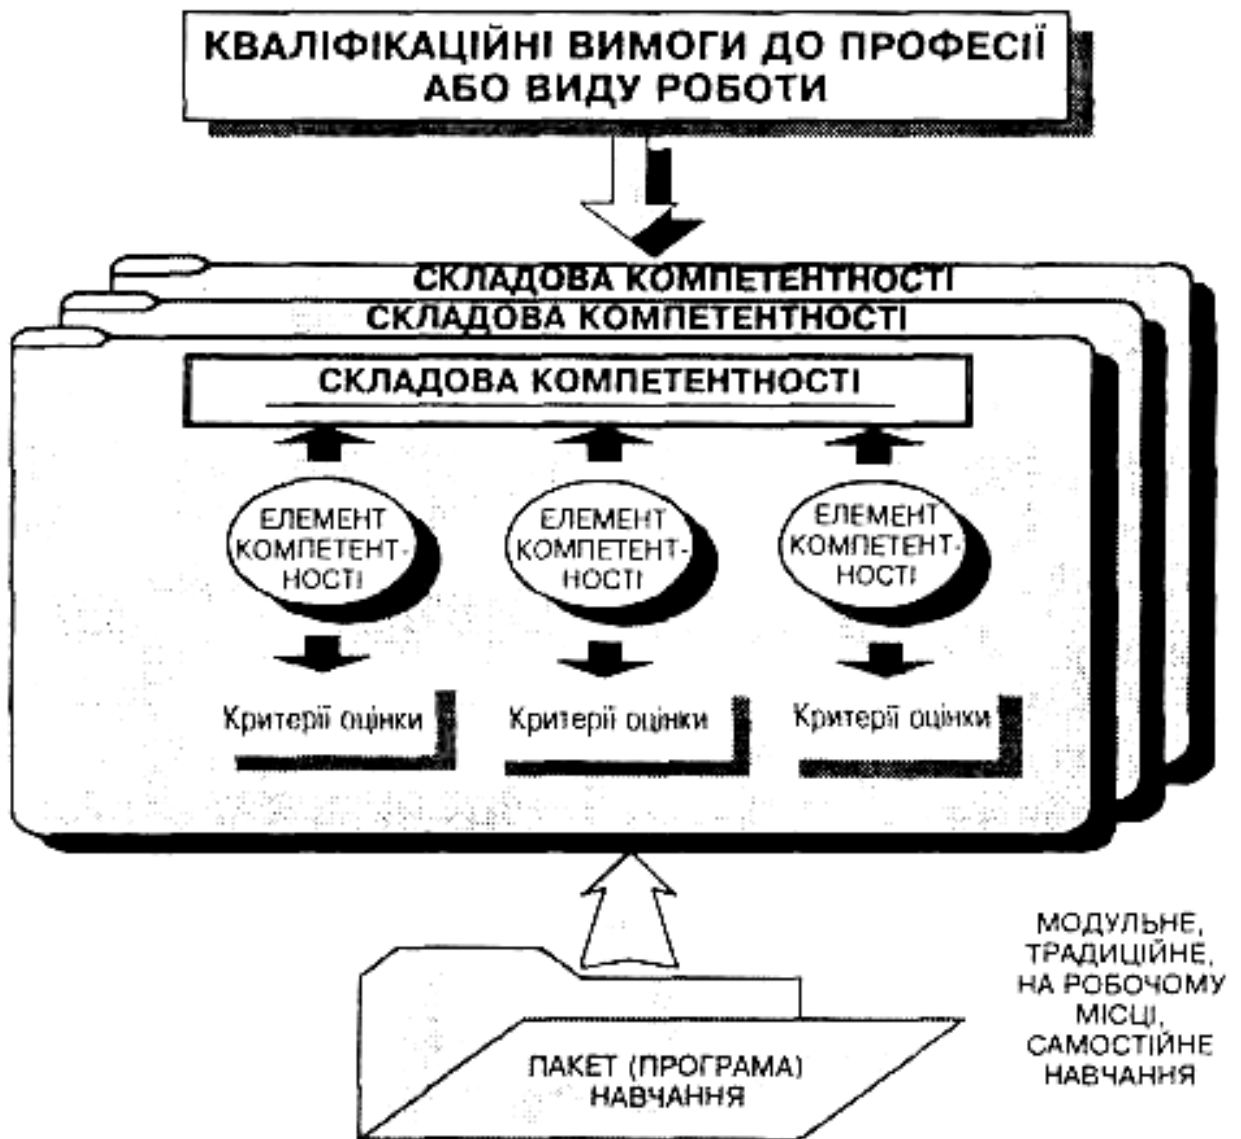 КВАЛІФІКАЦІЙНІ ВИМОГИ ДО ПРОФЕСІЇ
АБО ВИДУ РОБОТИ
СКЛАДОВА КОМПЕТЕНТНОСТІ
СКЛАДОВА КОМПЕТЕНТНОСТІ
СКЛАДОВА КОМПЕТЕНТНОСТІ
ЕЛЕМЕНТ
КОМПЕТЕНТ-
НОСТІ
ЕЛЕМЕНТ
КОМПЕТЕНТ-
НОСТІ
ЕЛЕМЕНТ
КОМПЕТЕНТ-
НОСТІ
Критерії оцінки
Критерії оцінки
Критерії оцінки
МОДУЛЬНЕ,
ТРАДИЦІЙНЕ,
НА РОБОЧОМУ
МІСЦІ,
САМОСТІЙНЕ
НАВЧАННЯ
ПАКЕТ (ПРОГРАМА)
НАВЧАННЯ